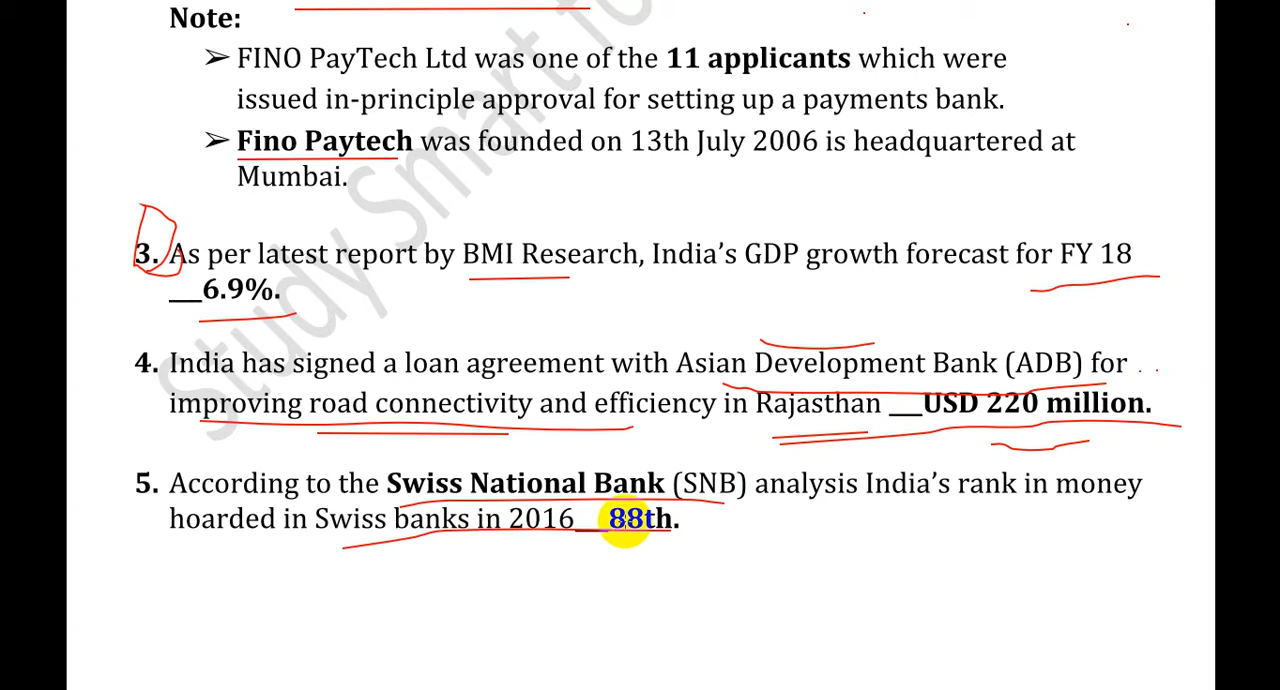 Note:
➢ FINO PayTech Ltd was one of the 11 applicants which were
issued in-principle approval for setting up a payments bank.
➢ Fino Paytech was founded on 13th July 2006 is headquartered at
Mumbai.
3. As per latest report by BMI Research, India’s GDP growth forecast for FY 18
__6.9%.
4. India has signed a loan agreement with Asian Development Bank (ADB) for
improving road connectivity and efficiency in Rajasthan __USD 220 million.
5. According to the Swiss National Bank (SNB) analysis India’s rank in money
hoarded in Swiss banks in 2016__88th.
Study Smart fo